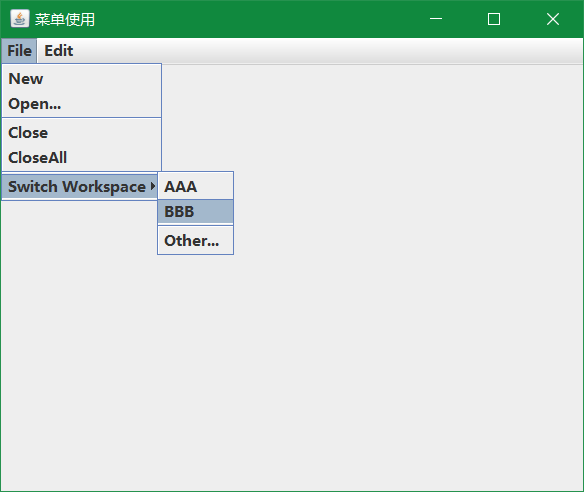 菜单使用
File Edit
New
Open...
Close
CloseAll
Switch Workspace
AAA
BBB
Other...